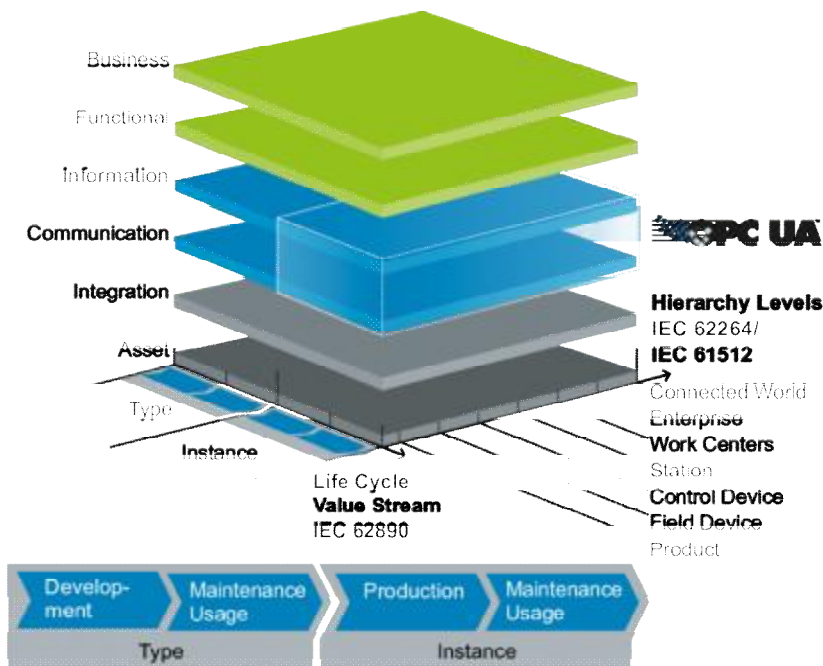 Business
Functional
Information
Communication
Integration
Asset
Type
Instance
OPC UA
Hierarchy Levels
IEC 62264/
IEC 61512
Connected World
Enterprise
Work Centers
Station
Control Device
Field Device
Product
Life Cycle
Value Stream
IEC 62890
Develop-
ment
Maintenance
Usage
Production
Maintenance
Usage
Type
Instance